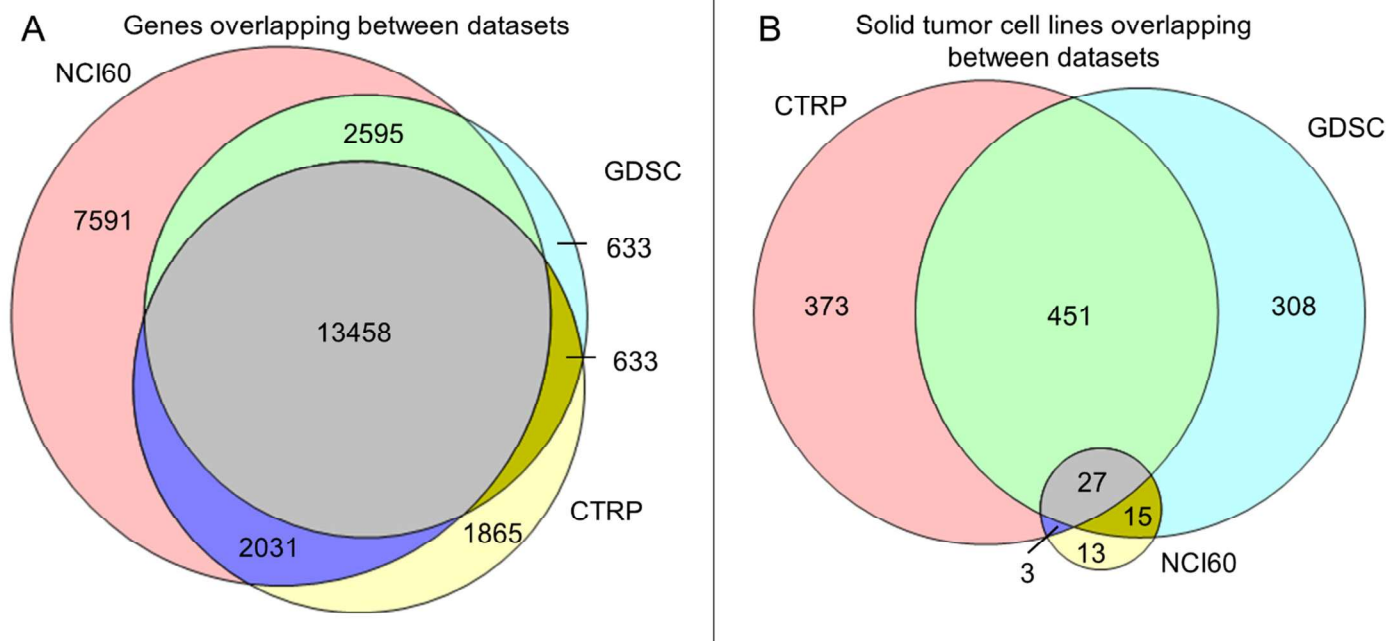 A
Genes overlapping between datasets
NCI60
2595
GDSC
7591
633
13458
633
CTRP
2031
1865
B
Solid tumor cell lines overlapping
between datasets
CTRP
GDSC
373
451
308
27
15
13
NCI60
3